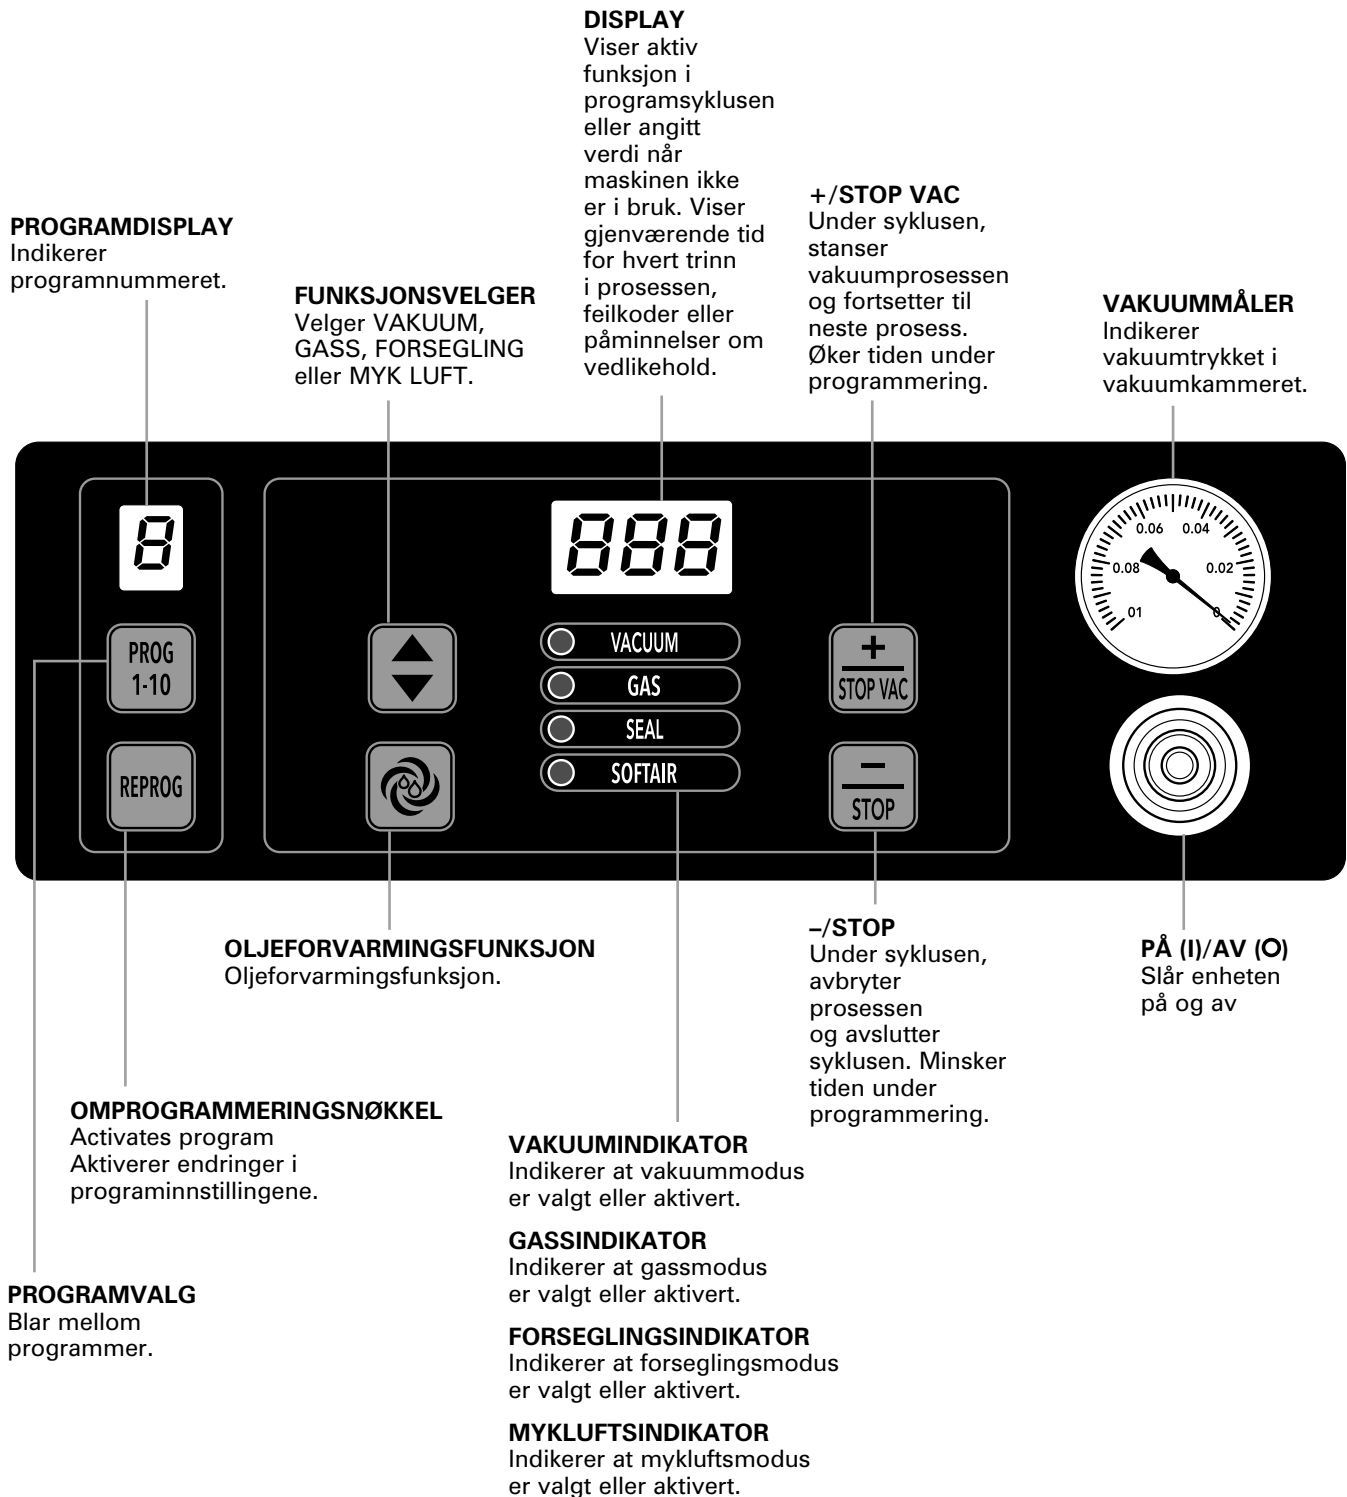 DISPLAY
Viser aktiv
funksjon i
programsyklusen
eller angitt
verdi når
maskinen ikke
er i bruk. Viser
gjenværende tid
for hvert trinn
i prosessen,
feilkoder eller
påminnelser om
vedlikehold.
PROGRAMDISPLAY
Indikerer
programnummeret.
FUNKSJONSVELGER
Velger VAKUUM,
GASS, FORSEGLING
eller MYK LUFT.
+/STOP VAC
Under syklusen,
stanser
vakuumprosessen
og fortsetter til
neste prosess.
Øker tiden under
programmering.
VAKUUMMÅLER
Indikerer
vakuumtrykket i
vakuumkammeret.
8
888
0.06 0.04
0.08 0.02
01 0
PROG
1-10
REPROG
VACUUM
GAS
SEAL
SOFTAIR
+
STOP VAC
−
STOP
OLJEFORVARMINGSFUNKSJON
Oljeforvarmingsfunksjon.
–/STOP
Under syklusen,
avbryter
prosessen
og avslutter
syklusen. Minsker
tiden under
programmering.
PÅ (I)/AV (O)
Slår enheten
på og av
OMPROGRAMMERINGSNØKKEL
Activates program
Aktiverer endringer i
programinnstillingene.
VAKUUMINDIKATOR
Indikerer at vakuummodus
er valgt eller aktivert.
GASSINDIKATOR
Indikerer at gassmodus
er valgt eller aktivert.
PROGRAMVALG
Blar mellom
programmer.
FORSEGLINGSINDIKATOR
Indikerer at forseglingsmodus
er valgt eller aktivert.
MYKLUFTSINDIKATOR
Indikerer at mykluftsmodus
er valgt eller aktivert.